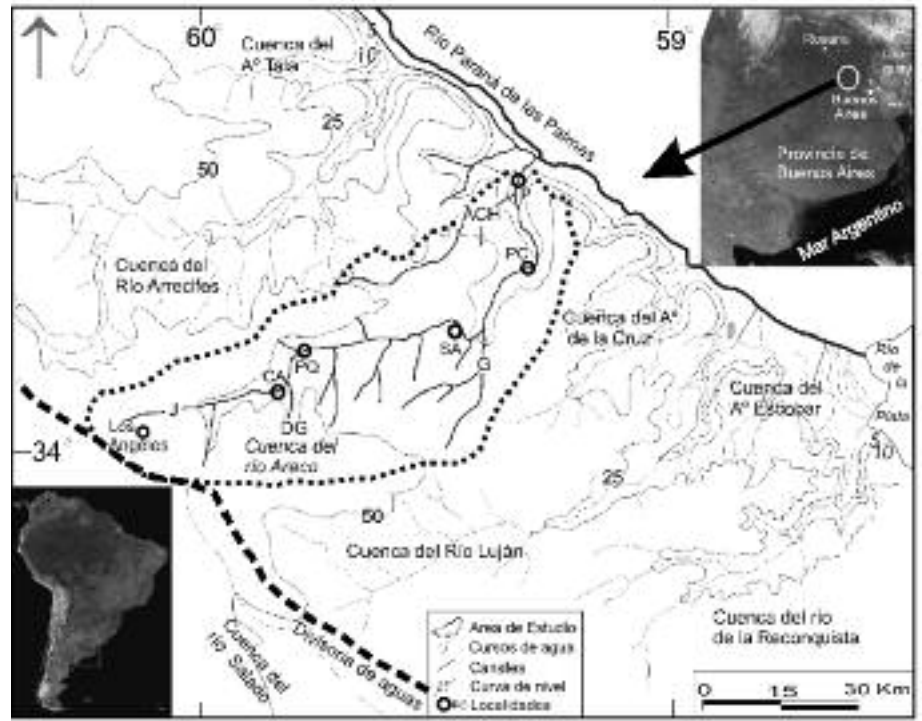 60°
Cuenca del
Aº Tala
10
25
50
Río Paraná de las Palmas
59°
Rosario
Buenos
Aires
Provincia de
Buenos Aires
Mar Argentino
ACH
PC
Cuenca del
Río Arrecifes
SA
G
PO
CA
J
DG
Los
Angeles
Cuenca del
río Areco
Cuenca del Aº
de la Cruz
Cuenca del
Aº Escobar
Río
de
la
Plata
10
34°
25
50
Cuenca del Río Luján
Cuenca del río
de la Reconquista
Divisoria de aguas
Cuenca del
río Salado
Area de Estudio
Cursos de agua
Canales
25 Curva de nivel
Localidades
0 15 30 Km